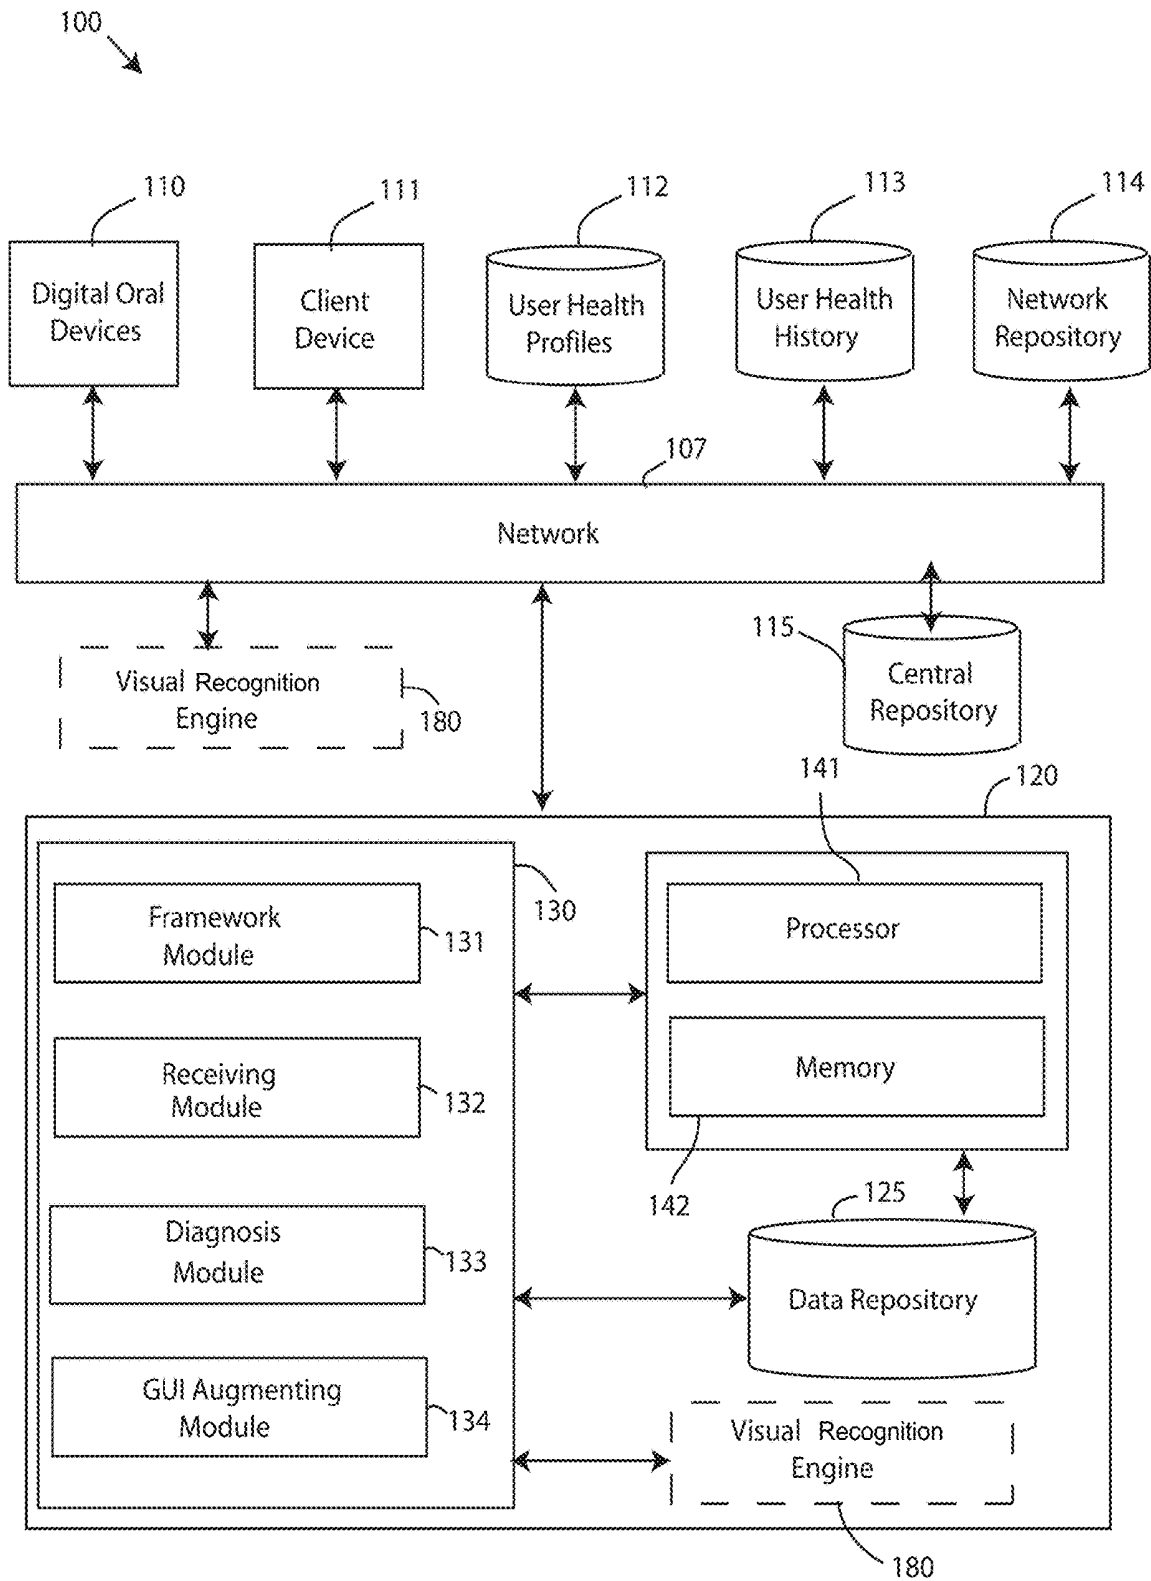 100
110
111
112
113
114
Digital Oral
Devices
Client
Device
User Health
Profiles
User Health
History
Network
Repository
107
Network
115
Central
Repository
Visual Recognition
Engine
180
120
141
130
Framework
Module
131
Processor
Receiving
Module
132
Memory
142
125
Diagnosis
Module
133
Data Repository
GUI Augmenting
Module
134
Visual Recognition
Engine
180